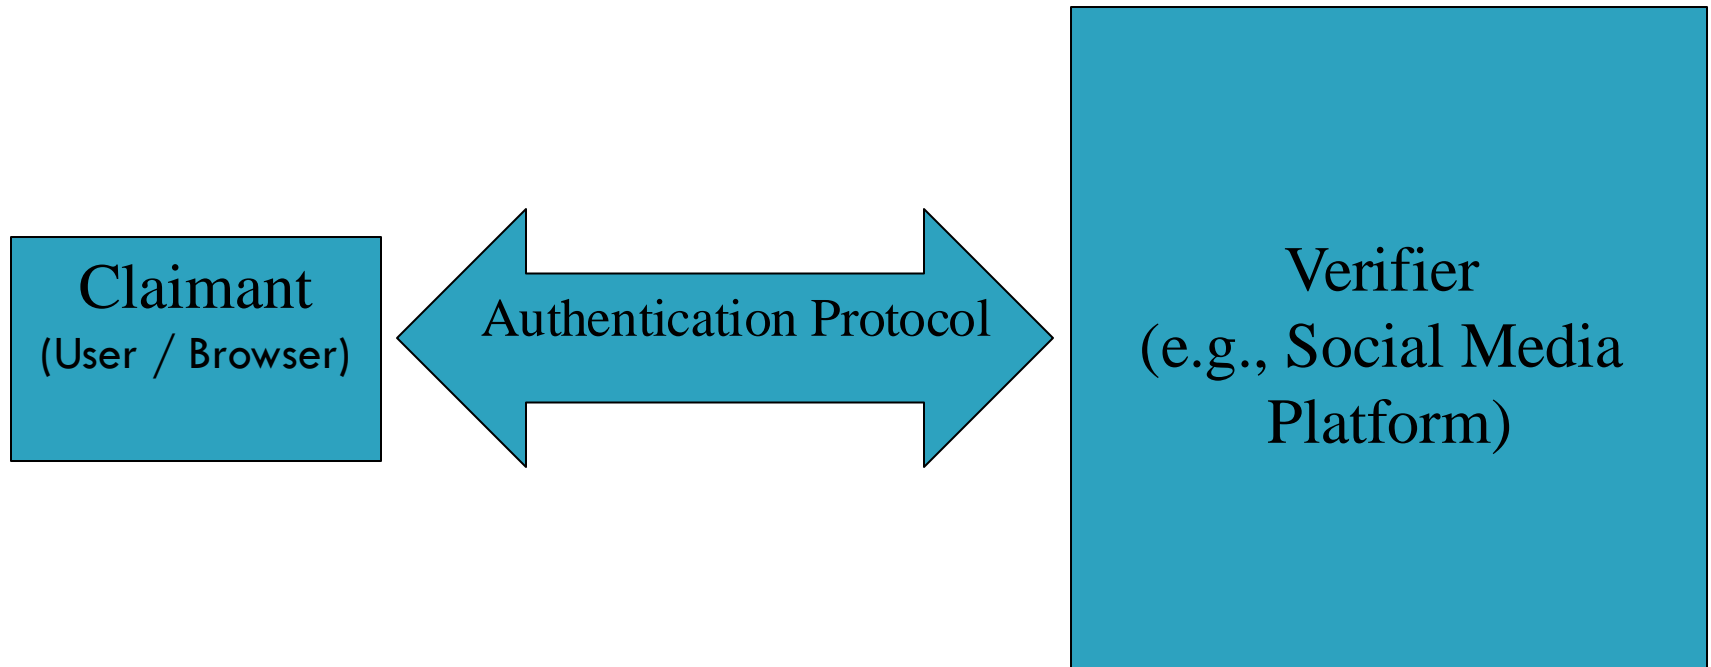 Claimant
(User / Browser)
Authentication Protocol
Verifier
(e.g., Social Media
Platform)